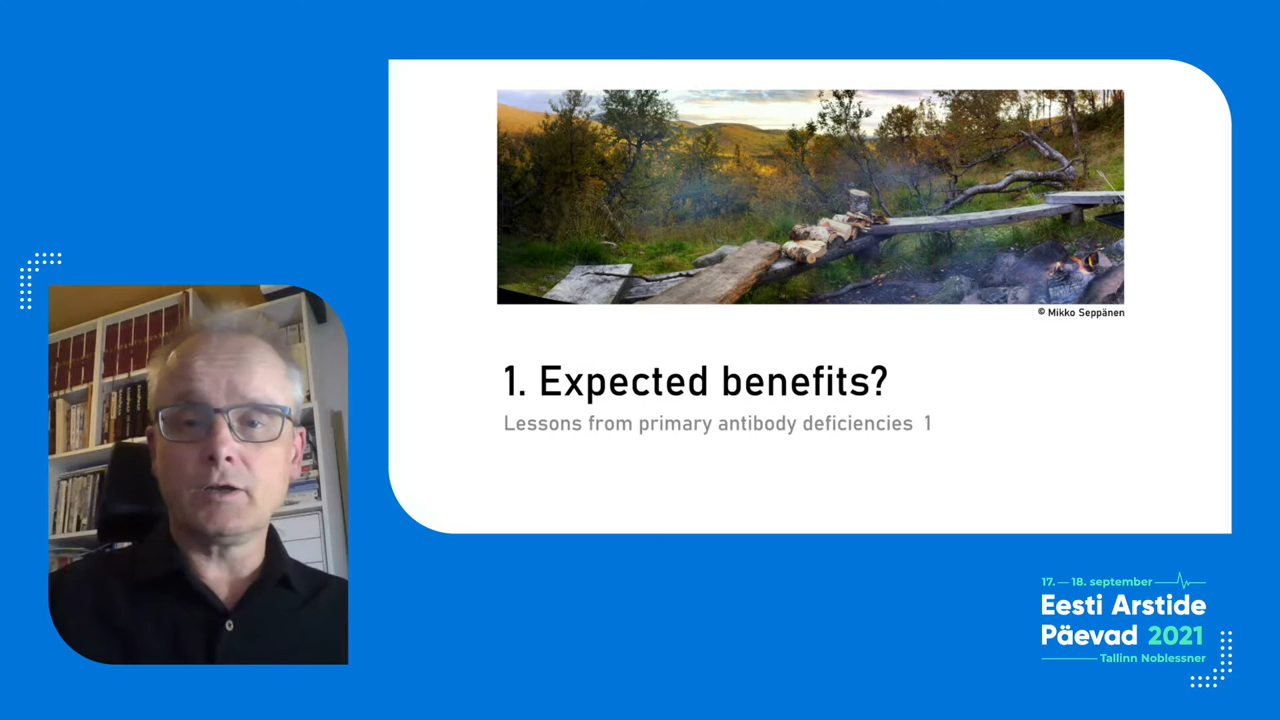 © Mikko Seppänen
1. Expected benefits?
Lessons from primary antibody deficiencies 1
17. — 18. september
Eesti Arstide
Päevad 2021
Tallinn Noblessner